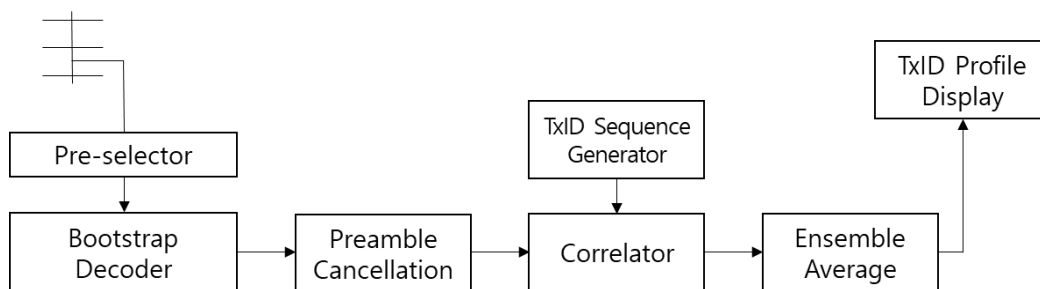 TxID Profile
Display
TxID Sequence
Generator
Pre-selector
Bootstrap
Decoder
Preamble
Cancellation
Correlator
Ensemble
Average